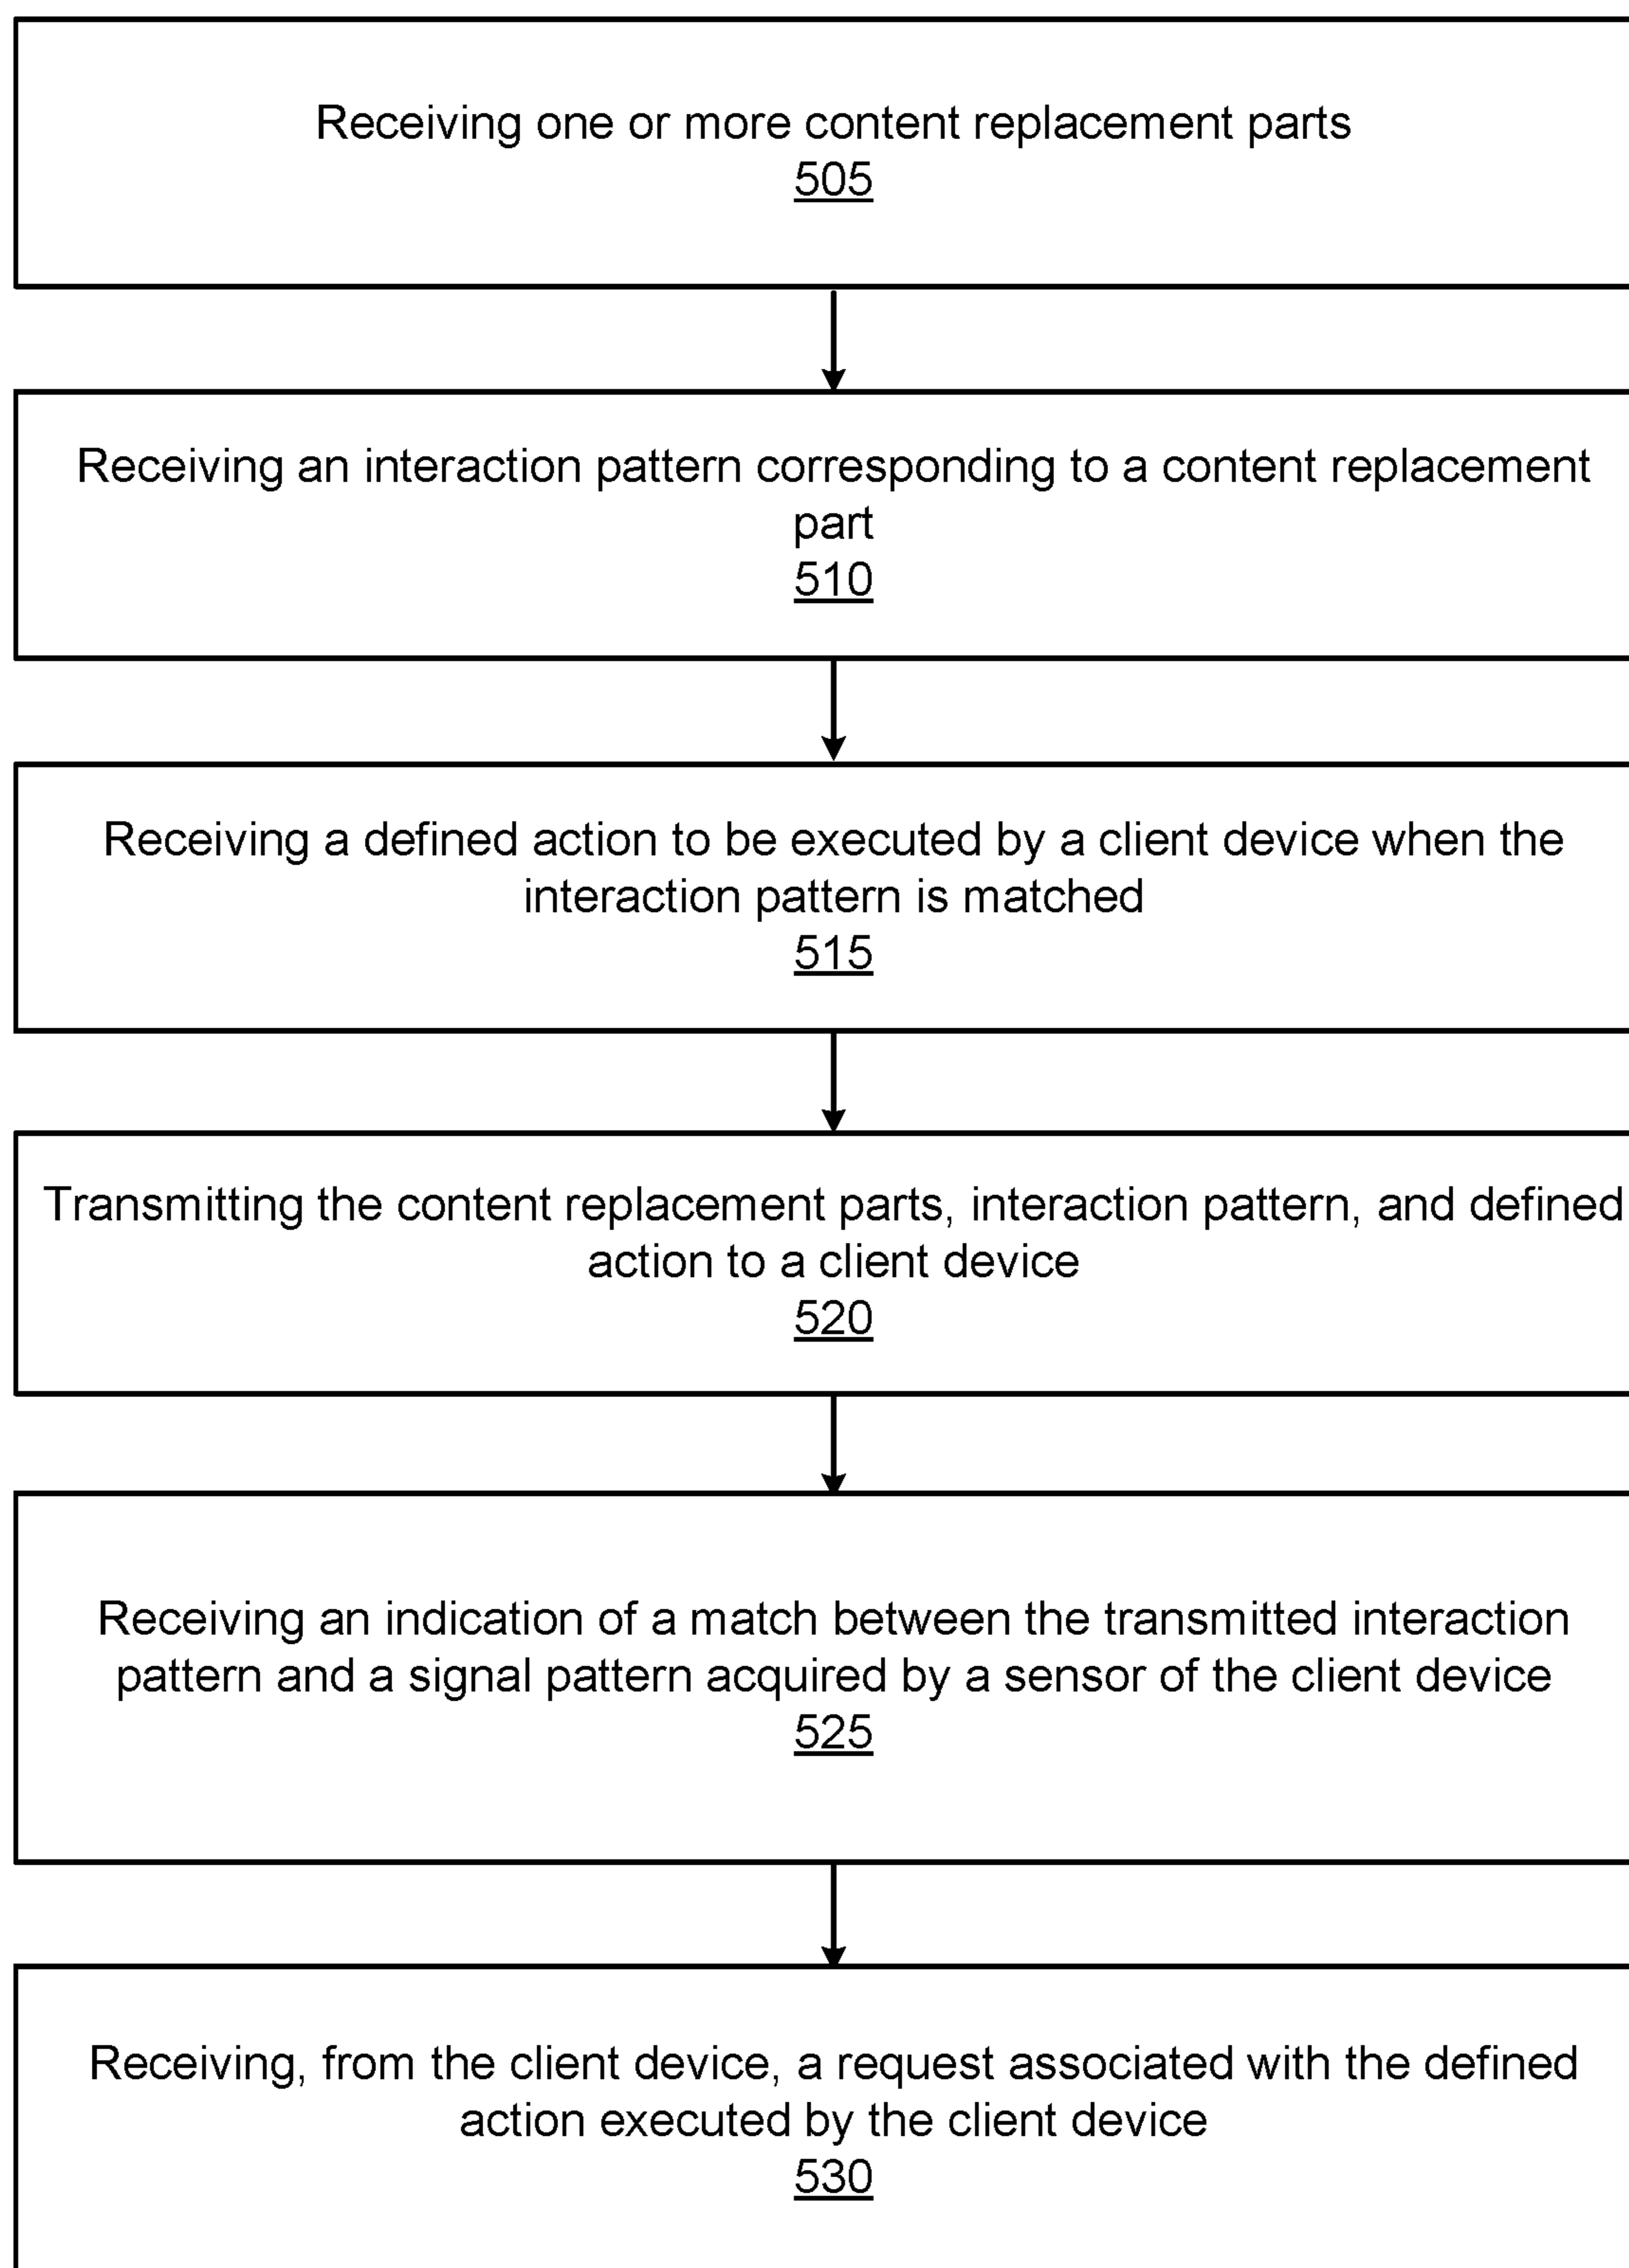 Receiving one or more content replacement parts
505
Receiving an interaction pattern corresponding to a content replacement
part
510
Receiving a defined action to be executed by a client device when the
interaction pattern is matched
515
Transmitting the content replacement parts, interaction pattern, and defined
action to a client device
520
Receiving an indication of a match between the transmitted interaction
pattern and a signal pattern acquired by a sensor of the client device
525
Receiving, from the client device, a request associated with the defined
action executed by the client device
530